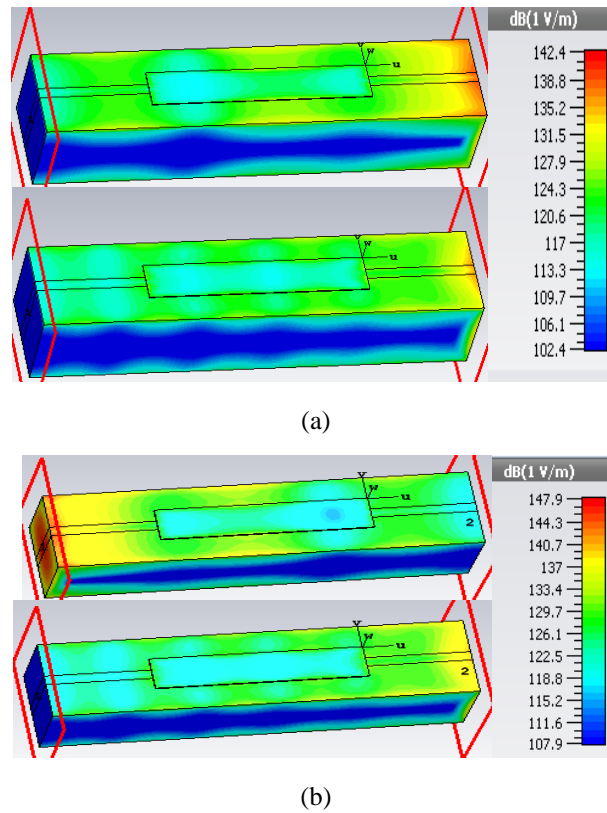 dB(1 V/m)
142.4
138.8
135.1
131.5
127.9
124.3
120.6
117
113.3
109.7
106.1
102.4
v
w
u
v
w
u
(a)
dB(1 V/m)
147.9
144.3
140.7
137
133.4
129.7
126.1
122.5
118.8
115.2
111.6
107.9
v
w
u
2
v
w
u
2
(b)